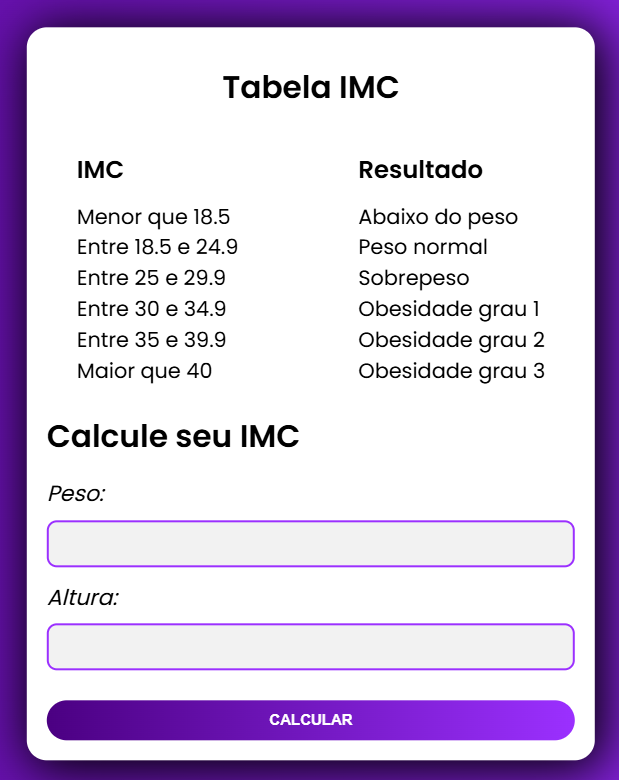 Tabela IMC
IMC Resultado
Menor que 18.5 Abaixo do peso
Entre 18.5 e 24.9 Peso normal
Entre 25 e 29.9 Sobrepeso
Entre 30 e 34.9 Obesidade grau 1
Entre 35 e 39.9 Obesidade grau 2
Maior que 40 Obesidade grau 3
Calcule seu IMC
Peso:
Altura:
CALCULAR